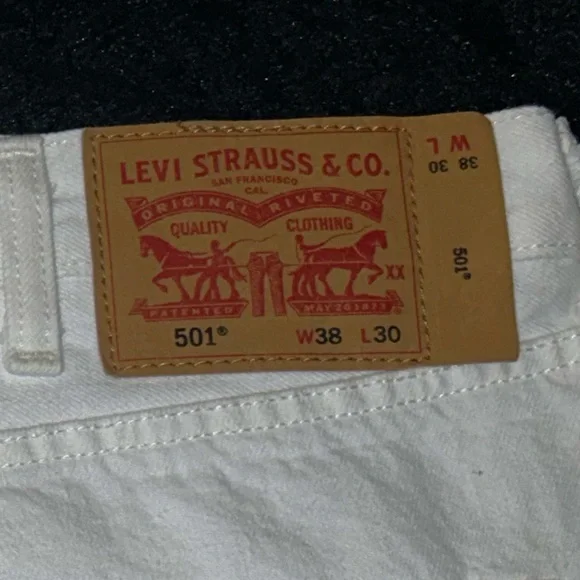 LEVI STRAUSS & CO.
SAN FRANCISCO
CAL.
ORIGINAL RIVETED
QUALITY CLOTHING
XX
PATENTED MAY 20 1873
501® W38 L30
W L
38 30
501®